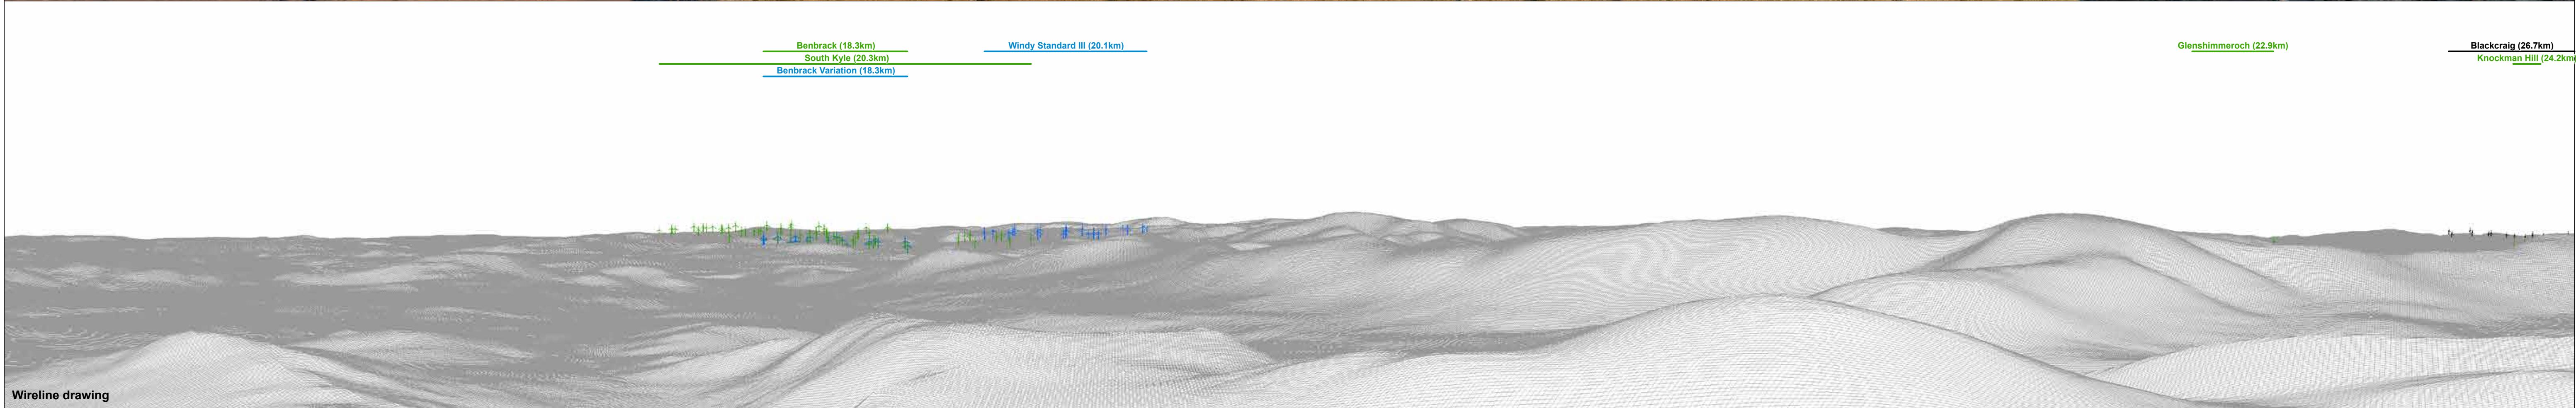 Benbrack (18.3km)
South Kyle (20.3km)
Benbrack Variation (18.3km)
Windy Standard III (20.1km)
Glenshimmeroch (22.9km)
Blackcraig (26.7km)
Knockman Hill (24.2km
Wireline drawing